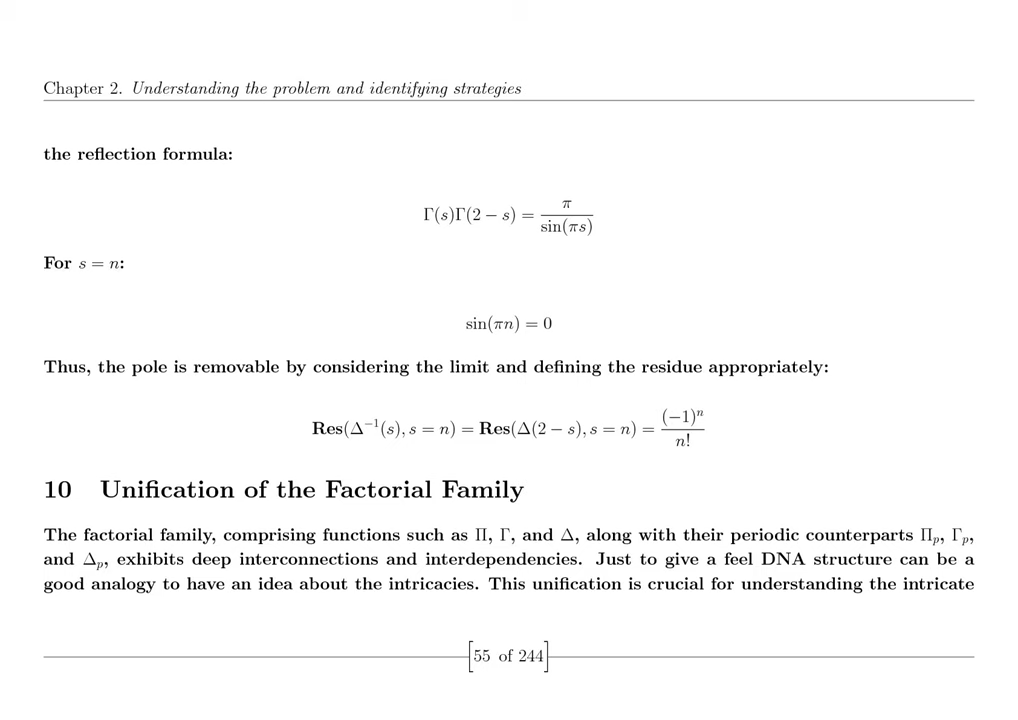 Chapter 2. Understanding the problem and identifying strategies
the reflection formula:
Γ(s)Γ(2 − s) = π / sin(πs)
For s = n:
sin(πn) = 0
Thus, the pole is removable by considering the limit and defining the residue appropriately:
Res(Δ⁻¹(s), s = n) = Res(Δ(2 − s), s = n) = (−1)ⁿ / n!
10 Unification of the Factorial Family
The factorial family, comprising functions such as Π, Γ, and Δ, along with their periodic counterparts Πₚ, Γₚ,
and Δₚ, exhibits deep interconnections and interdependencies. Just to give a feel DNA structure can be a
good analogy to have an idea about the intricacies. This unification is crucial for understanding the intricate
[55 of 244]